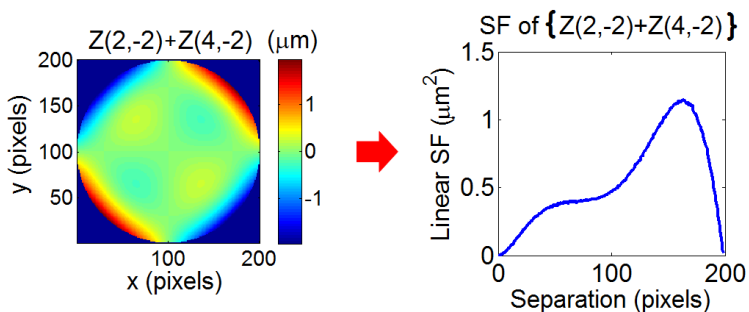 Z(2,-2)+Z(4,-2) (μm)
200
150
100
50
y (pixels)
100
200
x (pixels)
1
0
−1
SF of {Z(2,-2)+Z(4,-2)}
1.5
1
0.5
0
Linear SF (μm²)
0
100
200
Separation (pixels)